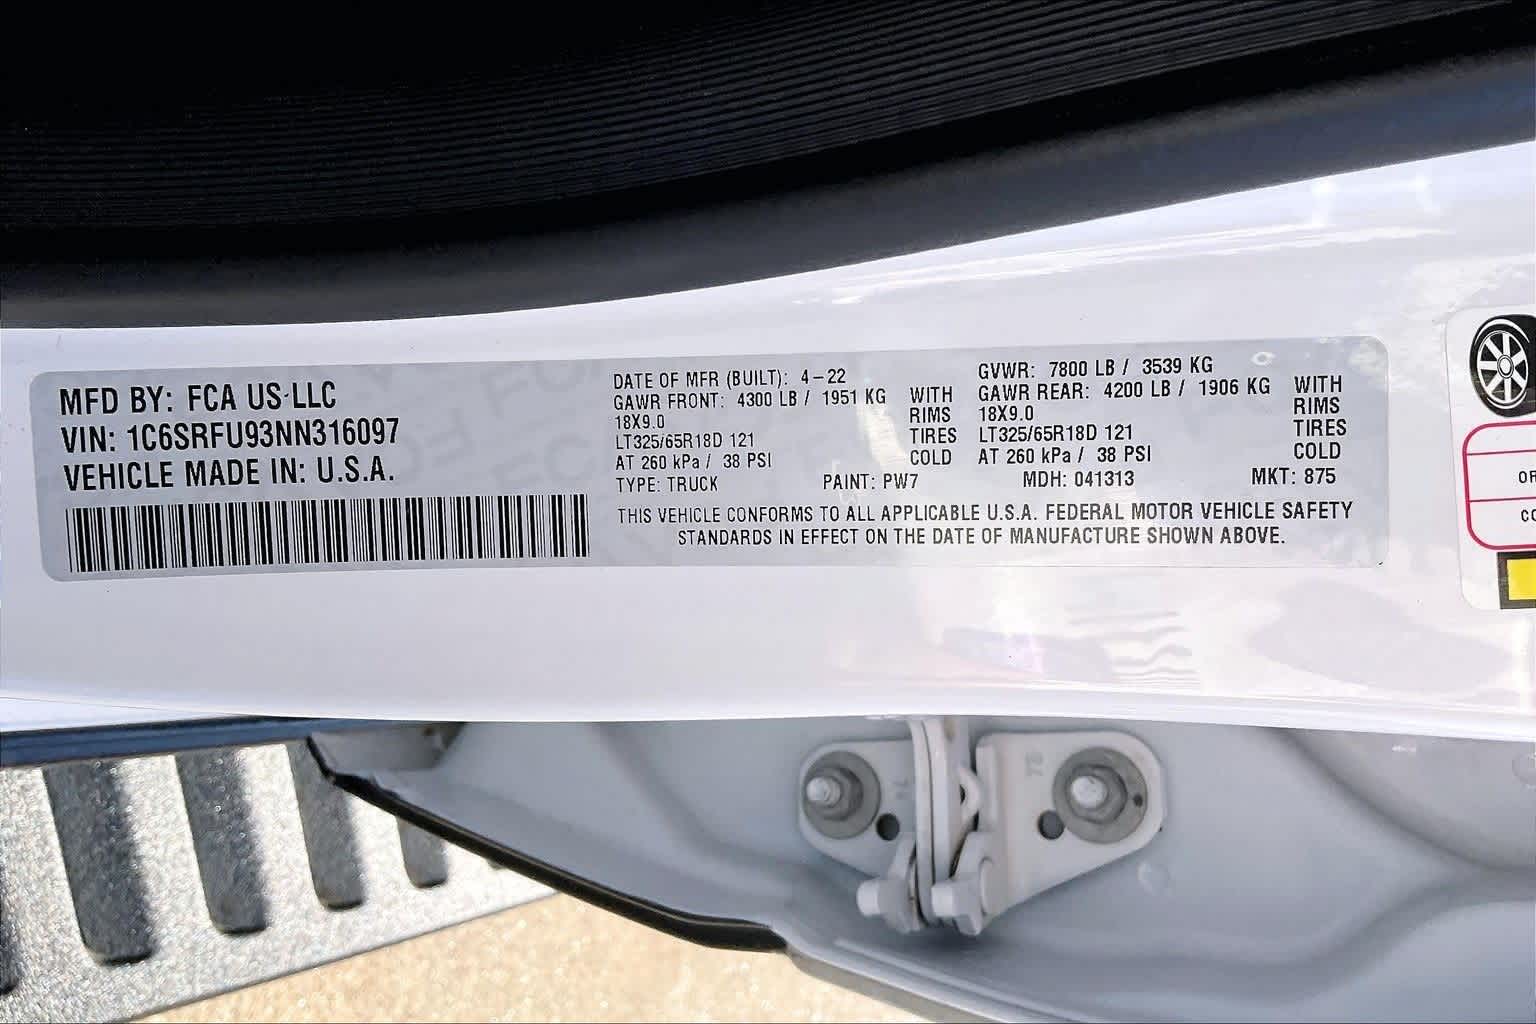 MFD BY: FCA US LLC
VIN: 1C6SRFU93NN316097
VEHICLE MADE IN: U.S.A.
DATE OF MFR (BUILT): 4-22
GAWR FRONT: 4300 LB / 1951 KG WITH
18X9.0 RIMS
LT325/65R18D 121 TIRES
AT 260 kPa / 38 PSI COLD
GVWR: 7800 LB / 3539 KG
GAWR REAR: 4200 LB / 1906 KG WITH
18X9.0 RIMS
LT325/65R18D 121 TIRES
AT 260 kPa / 38 PSI COLD
TYPE: TRUCK PAINT: PW7 MDH: 041313 MKT: 875
THIS VEHICLE CONFORMS TO ALL APPLICABLE U.S.A. FEDERAL MOTOR VEHICLE SAFETY
STANDARDS IN EFFECT ON THE DATE OF MANUFACTURE SHOWN ABOVE.